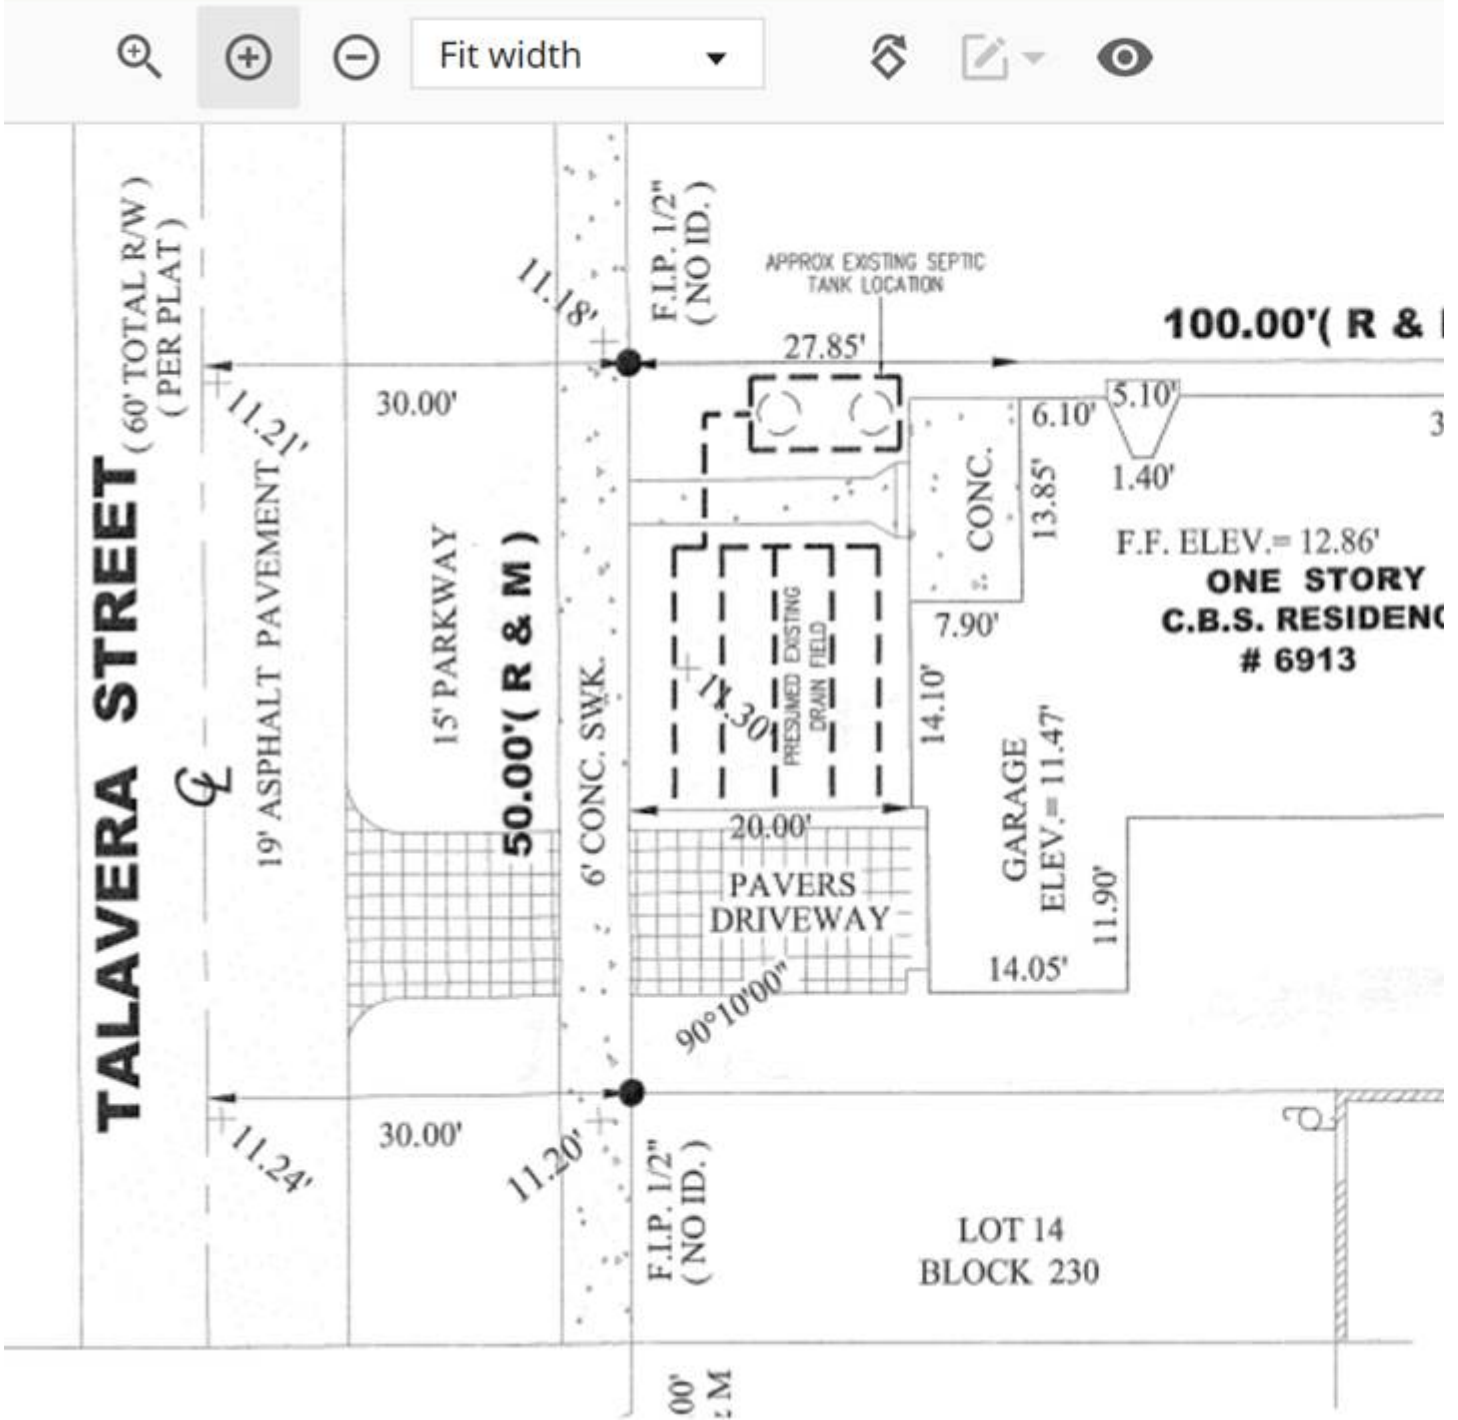 Fit width
TALAVERA STREET
( 60' TOTAL R/W )
( PER PLAT )
11.21'
19' ASPHALT PAVEMENT
30.00'
15' PARKWAY
50.00'( R & M )
11.18'
6' CONC. SWK.
F.I.P. 1/2"
( NO ID. )
APPROX EXISTING SEPTIC
TANK LOCATION
27.85'
100.00'( R &
CONC.
6.10'
5.10'
1.40'
3
13.85'
7.90'
F.F. ELEV.= 12.86'
ONE STORY
C.B.S. RESIDENC
# 6913
11.30'
PRESUMED EXISTING
DRAIN FIELD
14.10'
20.00'
GARAGE
ELEV.= 11.47'
11.90'
14.05'
PAVERS
DRIVEWAY
90°10'00"
30.00'
11.24'
11.20'
F.I.P. 1/2"
( NO ID. )
LOT 14
BLOCK 230
.00'
M